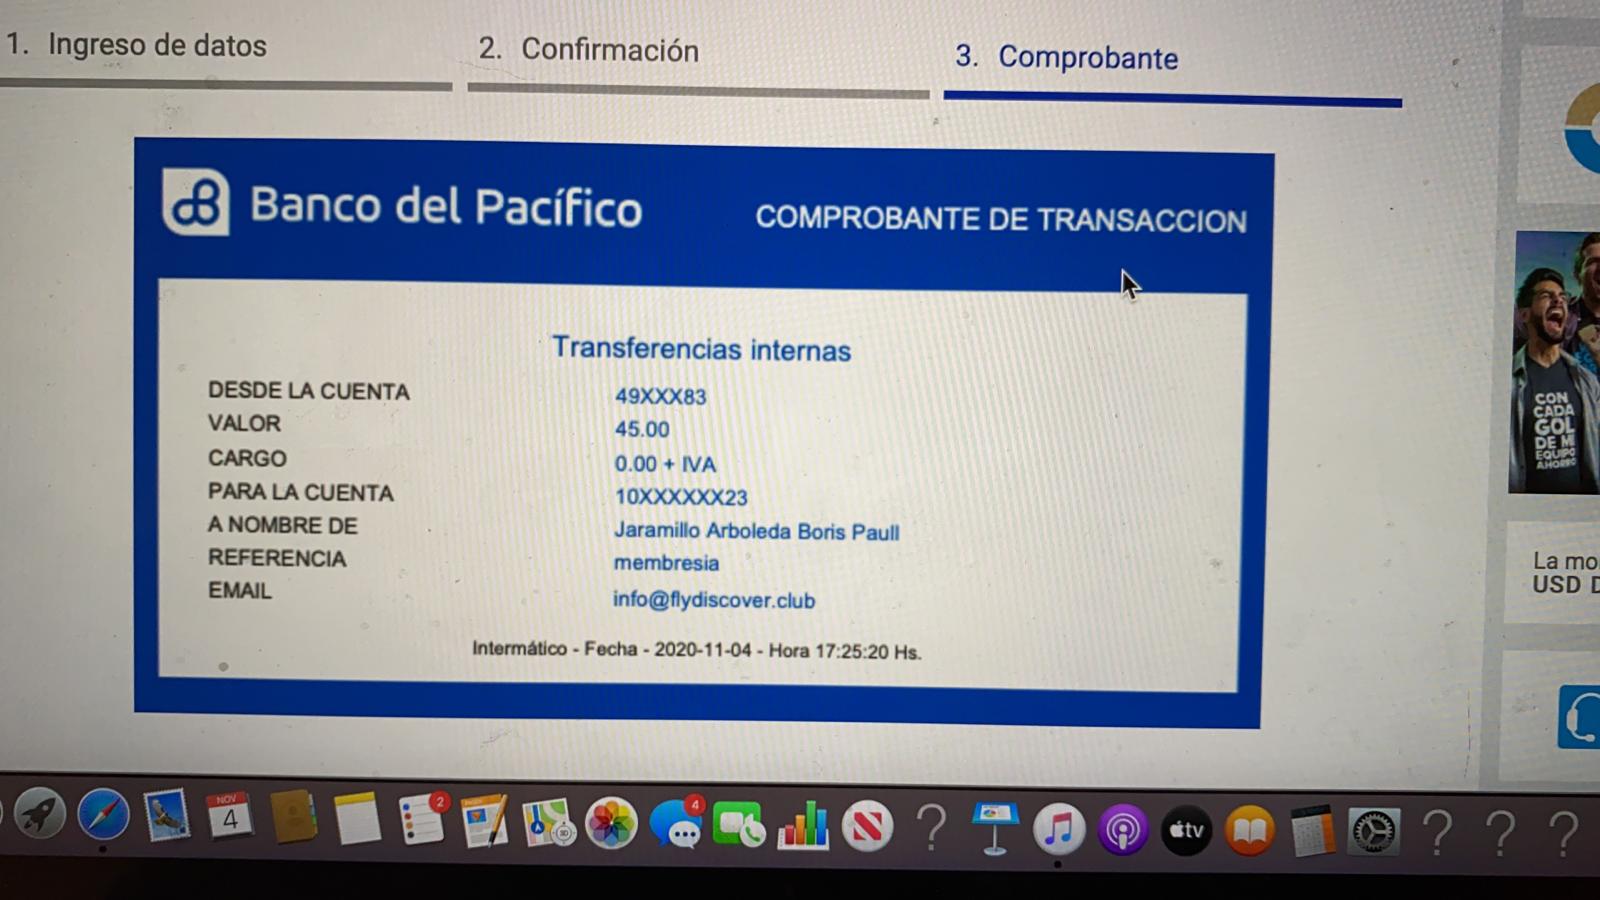 1. Ingreso de datos
2. Confirmación
3. Comprobante
Banco del Pacífico
COMPROBANTE DE TRANSACCION
Transferencias internas
DESDE LA CUENTA 49XXX83
VALOR 45.00
CARGO 0.00 + IVA
PARA LA CUENTA 10XXXXXX23
A NOMBRE DE Jaramillo Arboleda Boris Paull
REFERENCIA membresia
EMAIL info@flydiscover.club
Intermático - Fecha - 2020-11-04 - Hora 17:25:20 Hs.
CON
CADA
GOL
DE MI
EQUIPO
AHORRO
La mo
USD D
NOV
4
2
3D
4
tv